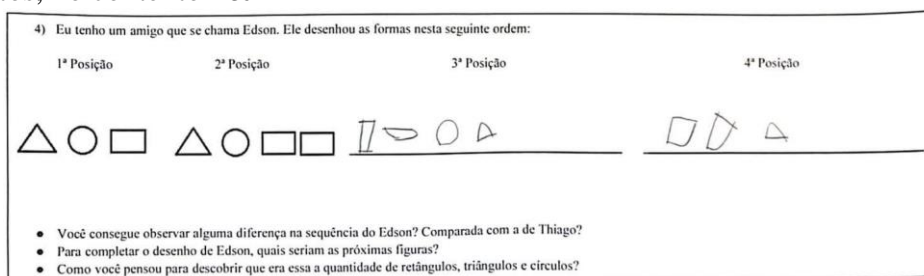 4) Eu tenho um amigo que se chama Edson. Ele desenhou as formas nesta seguinte ordem:
1ª Posição 2ª Posição 3ª Posição 4ª Posição
• Você consegue observar alguma diferença na sequência do Edson? Comparada com a de Thiago?
• Para completar o desenho de Edson, quais seriam as próximas figuras?
• Como você pensou para descobrir que era essa a quantidade de retângulos, triângulos e círculos?